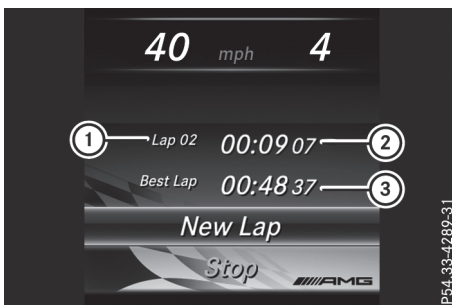 40 mph 4
1 Lap 02 00:09 07 2
Best Lap 00:48 37 3
New Lap
Stop
AMG
P54.33-4289-31